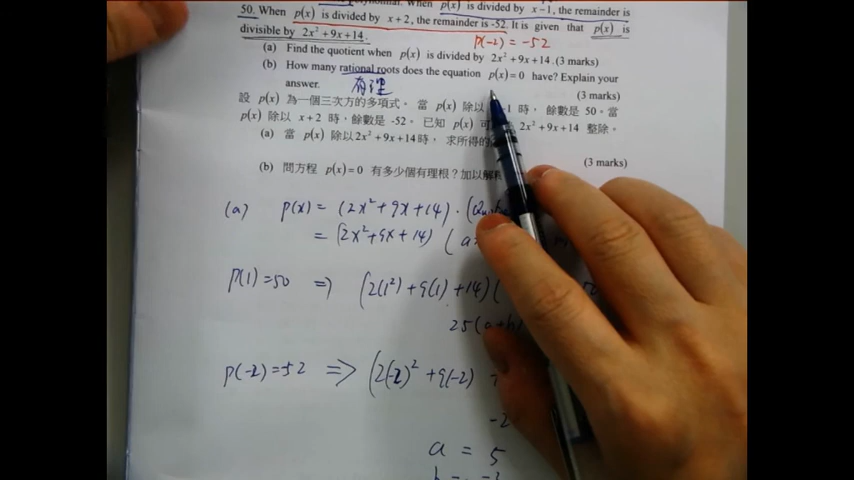 polynomial. When p(x) is divided by x−1, the remainder is
50. When p(x) is divided by x+2, the remainder is -52. It is given that p(x) is
divisible by 2x²+9x+14.
p(-2) = -52
(a) Find the quotient when p(x) is divided by 2x²+9x+14. (3 marks)
(b) How many rational roots does the equation p(x)=0 have? Explain your
answer. (3 marks)
有理
設 p(x) 為一個三次方的多項式。當 p(x) 除以 -1 時，餘數是 50。當
p(x) 除以 x+2 時，餘數是 -52。已知 p(x) 可 2x²+9x+14 整除。
(a) 當 p(x) 除以 2x²+9x+14 時，求所得的
(3 marks)
(b) 問方程 p(x)=0 有多少個有理根？加以解釋
(a) p(x) = (2x²+9x+14) · (Quotie
= (2x²+9x+14) (a
p(1)=50 ⇒ (2(1²)+9(1)+14)( 50
25(a+b)
p(-2)=-52 ⇒ (2(-2)²+9(-2) +
-2
a = 5
b = -3